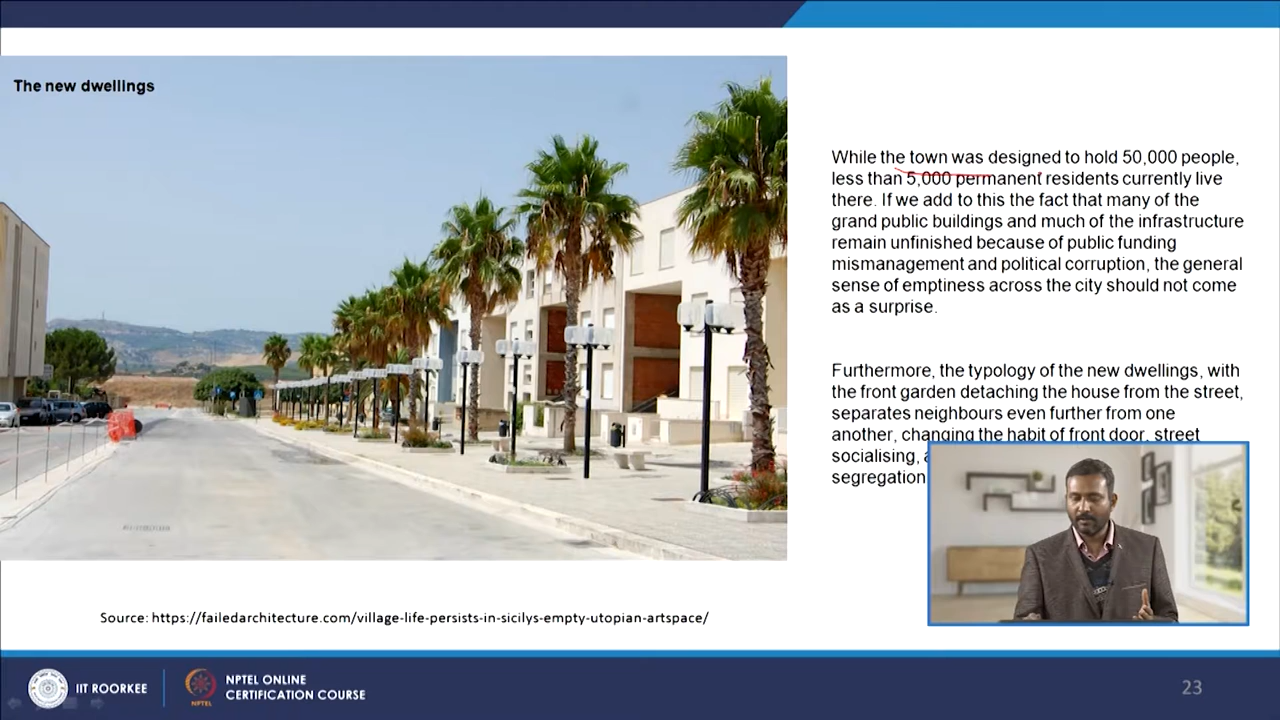 The new dwellings
While the town was designed to hold 50,000 people,
less than 5,000 permanent residents currently live
there. If we add to this the fact that many of the
grand public buildings and much of the infrastructure
remain unfinished because of public funding
mismanagement and political corruption, the general
sense of emptiness across the city should not come
as a surprise.
Furthermore, the typology of the new dwellings, with
the front garden detaching the house from the street,
separates neighbours even further from one
another, changing the habit of front door, street
socialising,
segregation
Source: https://failedarchitecture.com/village-life-persists-in-sicilys-empty-utopian-artspace/
IIT ROORKEE
NPTEL
NPTEL ONLINE
CERTIFICATION COURSE
23